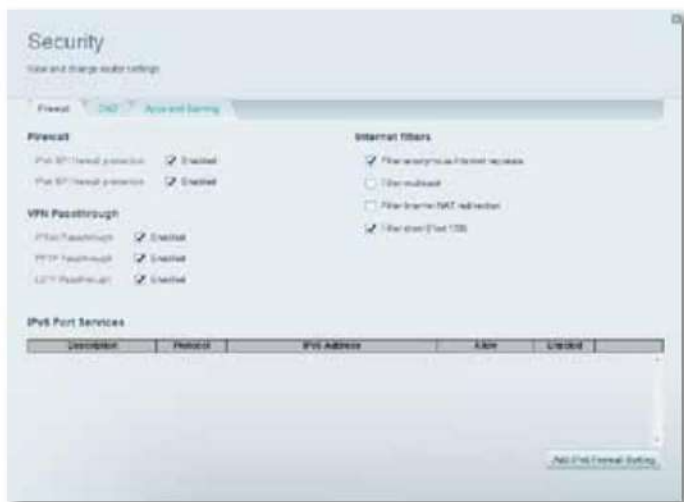 Security
View and change router settings
Firewall DMZ Apps and Gaming
Firewall
IPv6 SPI firewall protection Enabled
IPv4 SPI firewall protection Enabled
VPN Passthrough
IPSec Passthrough Enabled
PPTP Passthrough Enabled
L2TP Passthrough Enabled
Internet filters
Filter anonymous Internet requests
Filter multicast
Filter Internet NAT redirection
Filter ident (Port 113)
IPv6 Port Services
Description Protocol IPv6 Address Allow Enabled
Add IPv6 Firewall Setting